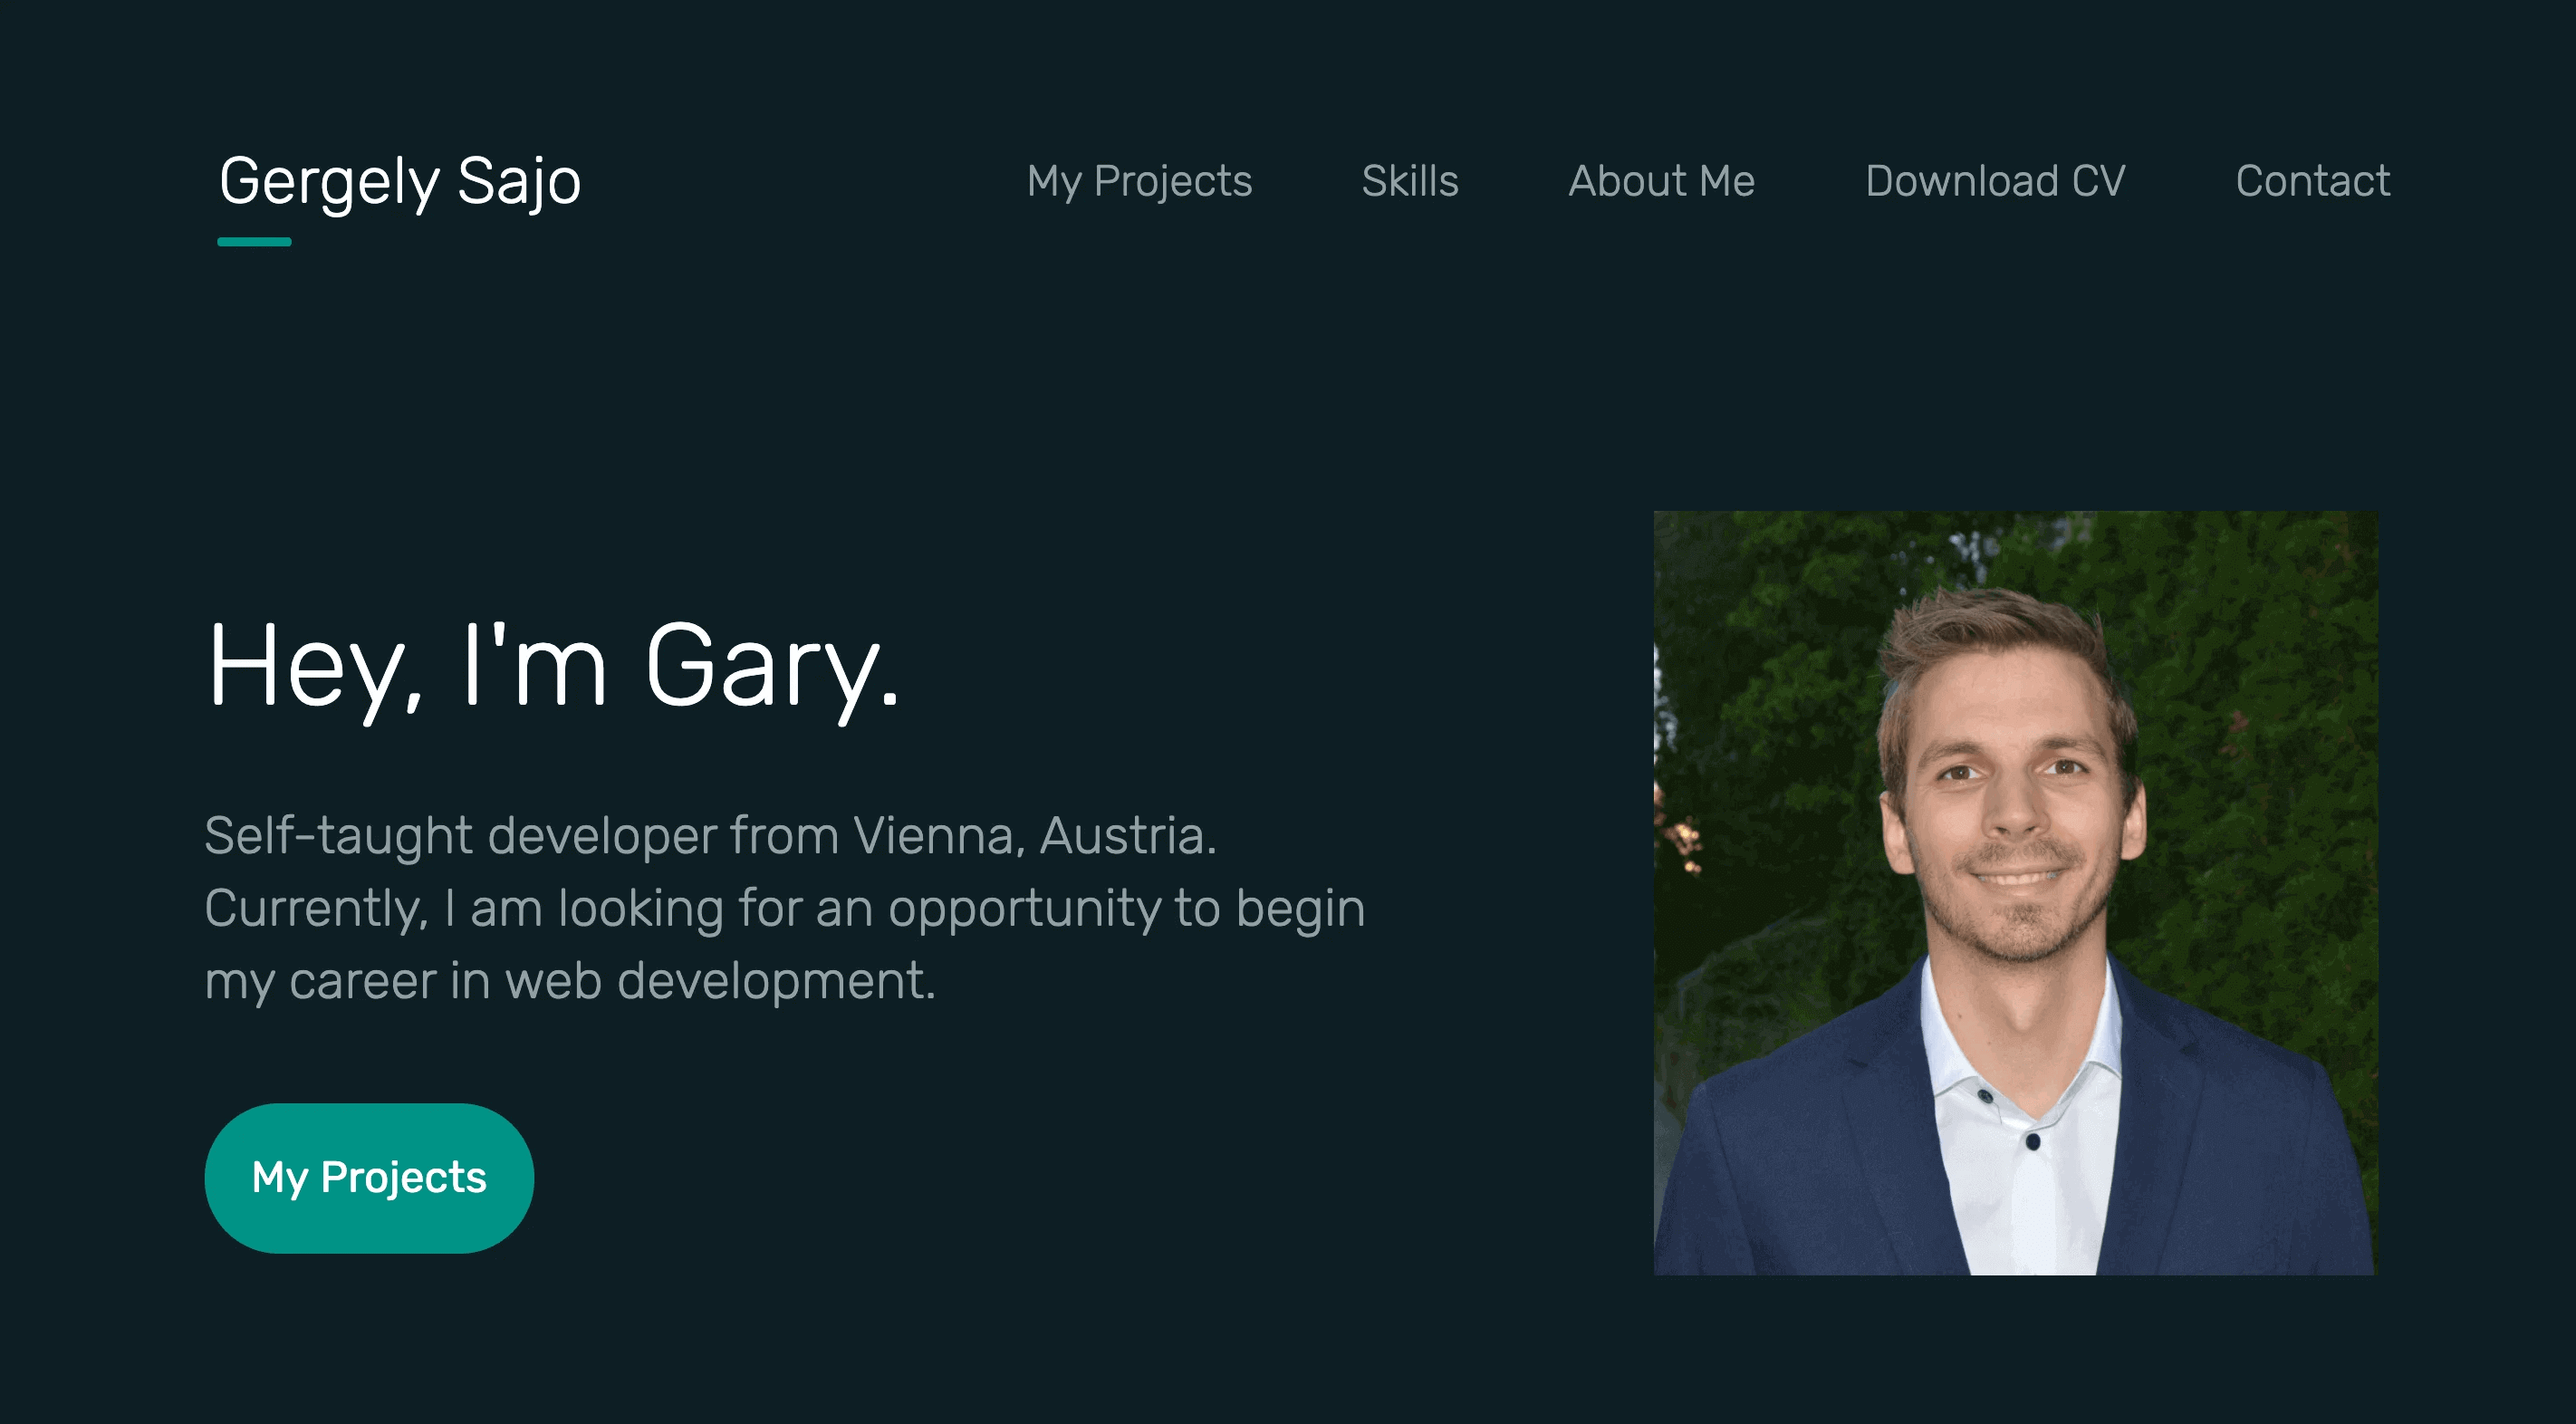 Gergely Sajo
My Projects
Skills
About Me
Download CV
Contact
Hey, I'm Gary.
Self-taught developer from Vienna, Austria.
Currently, I am looking for an opportunity to begin
my career in web development.
My Projects